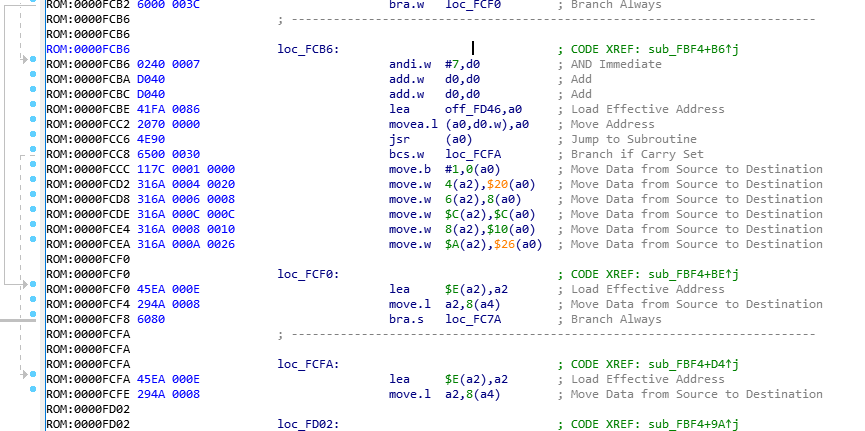 ROM:0000FCB2 6000 003C bra.w loc_FCF0 ; Branch Always
ROM:0000FCB6 ; ---------------------------------------------------------------------------
ROM:0000FCB6
ROM:0000FCB6 loc_FCB6: ; CODE XREF: sub_FBF4+B6↑j
ROM:0000FCB6 0240 0007 andi.w #7,d0 ; AND Immediate
ROM:0000FCBA D040 add.w d0,d0 ; Add
ROM:0000FCBC D040 add.w d0,d0 ; Add
ROM:0000FCBE 41FA 0086 lea off_FD46,a0 ; Load Effective Address
ROM:0000FCC2 2070 0000 movea.l (a0,d0.w),a0 ; Move Address
ROM:0000FCC6 4E90 jsr (a0) ; Jump to Subroutine
ROM:0000FCC8 6500 0030 bcs.w loc_FCFA ; Branch if Carry Set
ROM:0000FCCC 117C 0001 0000 move.b #1,0(a0) ; Move Data from Source to Destination
ROM:0000FCD2 316A 0004 0020 move.w 4(a2),$20(a0) ; Move Data from Source to Destination
ROM:0000FCD8 316A 0006 0008 move.w 6(a2),8(a0) ; Move Data from Source to Destination
ROM:0000FCDE 316A 000C 000C move.w $C(a2),$C(a0) ; Move Data from Source to Destination
ROM:0000FCE4 316A 0008 0010 move.w 8(a2),$10(a0) ; Move Data from Source to Destination
ROM:0000FCEA 316A 000A 0026 move.w $A(a2),$26(a0) ; Move Data from Source to Destination
ROM:0000FCF0
ROM:0000FCF0 loc_FCF0: ; CODE XREF: sub_FBF4+BE↑j
ROM:0000FCF0 45EA 000E lea $E(a2),a2 ; Load Effective Address
ROM:0000FCF4 294A 0008 move.l a2,8(a4) ; Move Data from Source to Destination
ROM:0000FCF8 6080 bra.s loc_FC7A ; Branch Always
ROM:0000FCFA ; ---------------------------------------------------------------------------
ROM:0000FCFA
ROM:0000FCFA loc_FCFA: ; CODE XREF: sub_FBF4+D4↑j
ROM:0000FCFA 45EA 000E lea $E(a2),a2 ; Load Effective Address
ROM:0000FCFE 294A 0008 move.l a2,8(a4) ; Move Data from Source to Destination
ROM:0000FD02
ROM:0000FD02 loc_FD02: ; CODE XREF: sub_FBF4+9A↑j